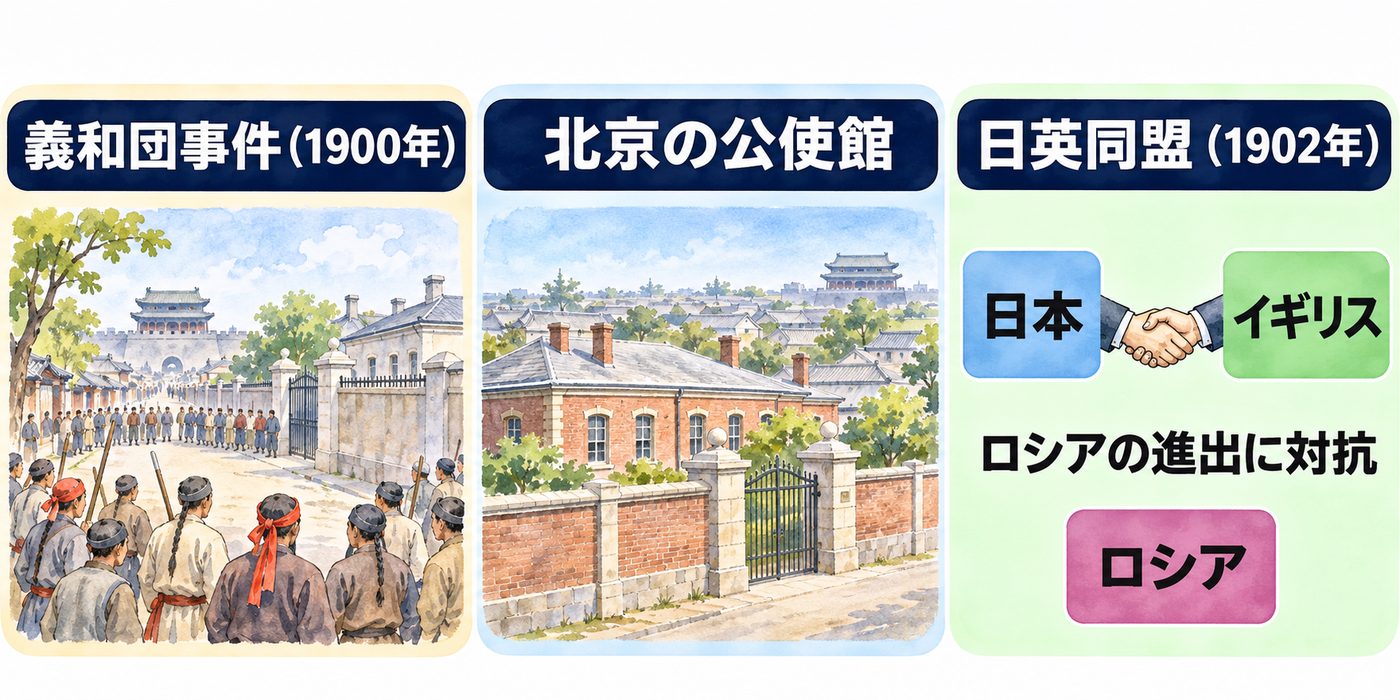 義和団事件(1900年)
北京の公使館
日英同盟(1902年)
日本
イギリス
ロシアの進出に対抗
ロシア